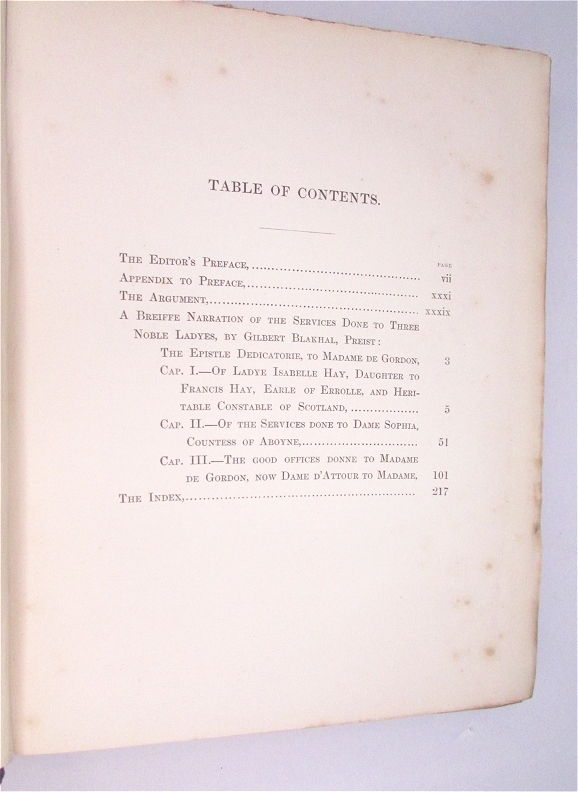 TABLE OF CONTENTS.
PAGE
The Editor's Preface, ........................................ vii
Appendix to Preface, ........................................ xxxi
The Argument, ........................................ xxxix
A Breiffe Narration of the Services Done to Three
Noble Ladyes, by Gilbert Blakhal, Preist:
The Epistle Dedicatorie, to Madame de Gordon, 3
Cap. I.—Of Ladye Isabelle Hay, Daughter to
Francis Hay, Earle of Errolle, and Heri-
table Constable of Scotland, .................. 5
Cap. II.—Of the Services done to Dame Sophia,
Countess of Aboyne, .............................. 51
Cap. III.—The good offices donne to Madame
de Gordon, now Dame d'Attour to Madame, 101
The Index, ........................................ 217